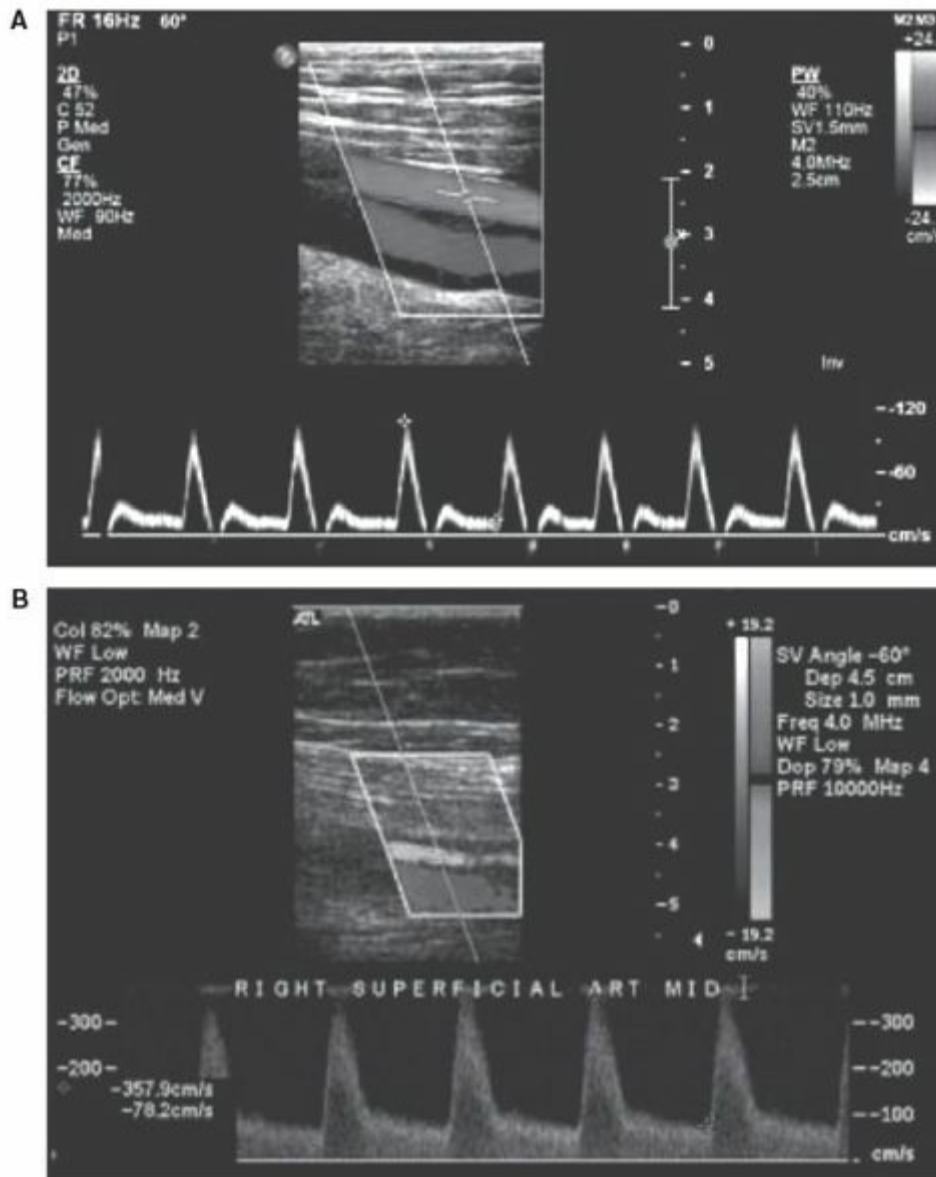 A
FR 16Hz 60°
P1
2D
47%
C 52
P Med
Gen
CF
77%
2000Hz
WF 90Hz
Med
0
1
2
3
4
5
PW
40%
WF 110Hz
SV1.5mm
M2
4.0MHz
2.5cm
M2 M3
+24.
-24.
cm/s
Inv
-120
-60
cm/s
B
Col 82% Map 2
WF Low
PRF 2000 Hz
Flow Opt: Med V
ATL
0
1
2
3
4
5
4
+ 19.2
- 19.2
cm/s
SV Angle -60°
Dep 4.5 cm
Size 1.0 mm
Freq 4.0 MHz
WF Low
Dop 79% Map 4
PRF 10000Hz
RIGHT SUPERFICIAL ART MID
-300-
-200-
-357.9cm/s
-78.2cm/s
--300
--200
--100
cm/s